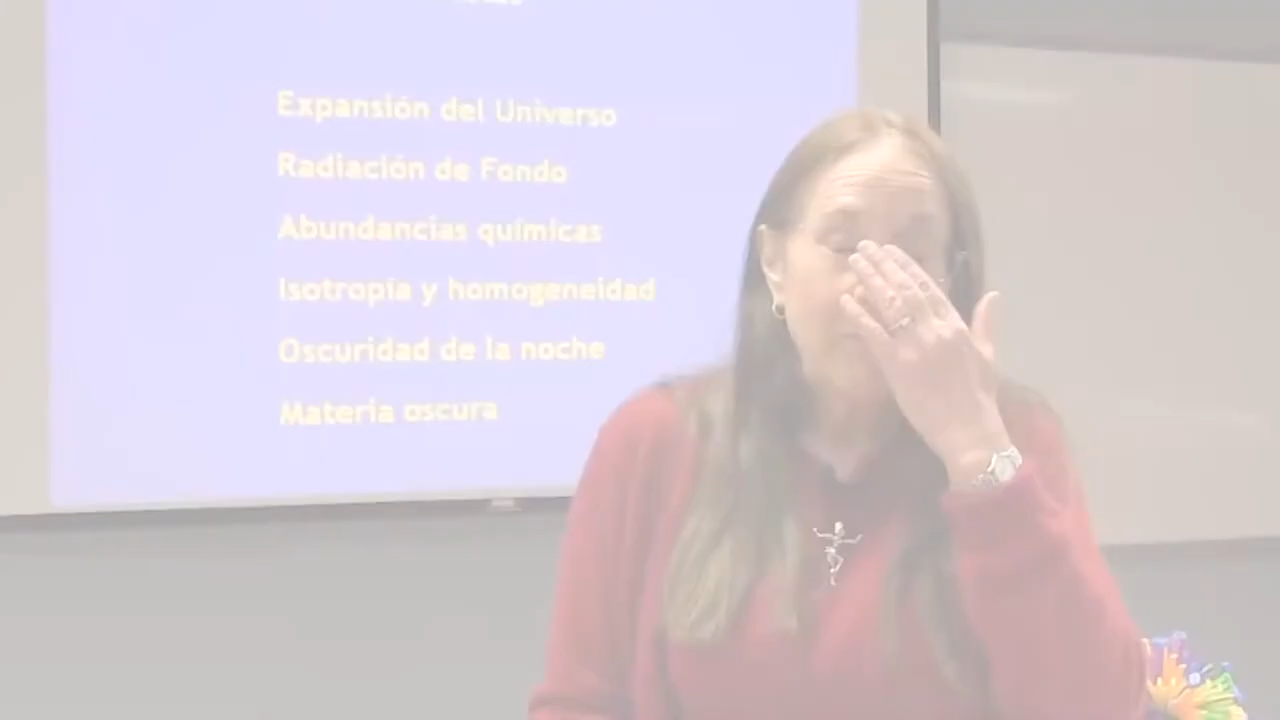 Expansión del Universo
Radiación de Fondo
Abundancias químicas
Isotropía y homogeneidad
Oscuridad de la noche
Materia oscura